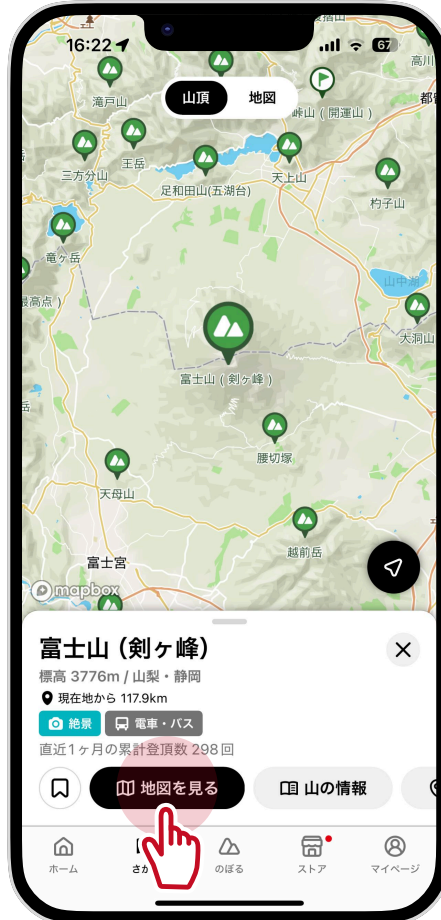 16:22
67
山頂 地図
高川
滝戸山
峠山 ( 開運山 )
三方分山
王岳
天上山
足和田山(五湖台)
杓子山
竜ヶ岳
山中湖
最高点 )
大洞山
富士山 ( 剣ヶ峰 )
腰切塚
天母山
越前岳
富士宮
mapbox
富士山（剣ヶ峰）
標高 3776m / 山梨・静岡
現在地から 117.9km
絶景 電車・バス
直近1ヶ月の累計登頂数 298回
地図を見る 山の情報
ホーム さが のぼる ストア マイページ